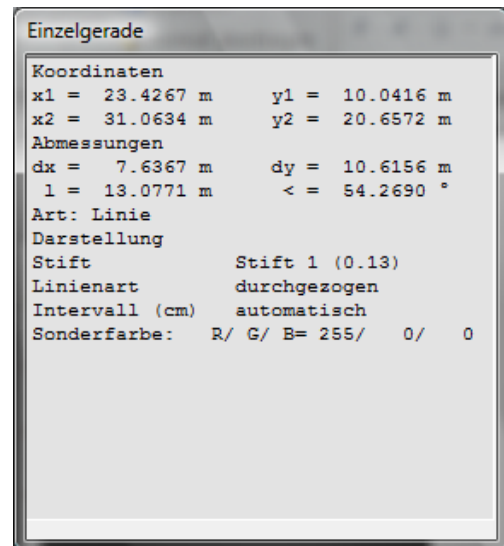 Einzelgerade
Koordinaten
x1 =  23.4267 m     y1 =  10.0416 m
x2 =  31.0634 m     y2 =  20.6572 m
Abmessungen
dx =   7.6367 m     dy =  10.6156 m
 l =  13.0771 m      < =  54.2690 °
Art: Linie
Darstellung
Stift            Stift 1 (0.13)
Linienart        durchgezogen
Intervall (cm)   automatisch
Sonderfarbe:   R/ G/ B= 255/   0/   0